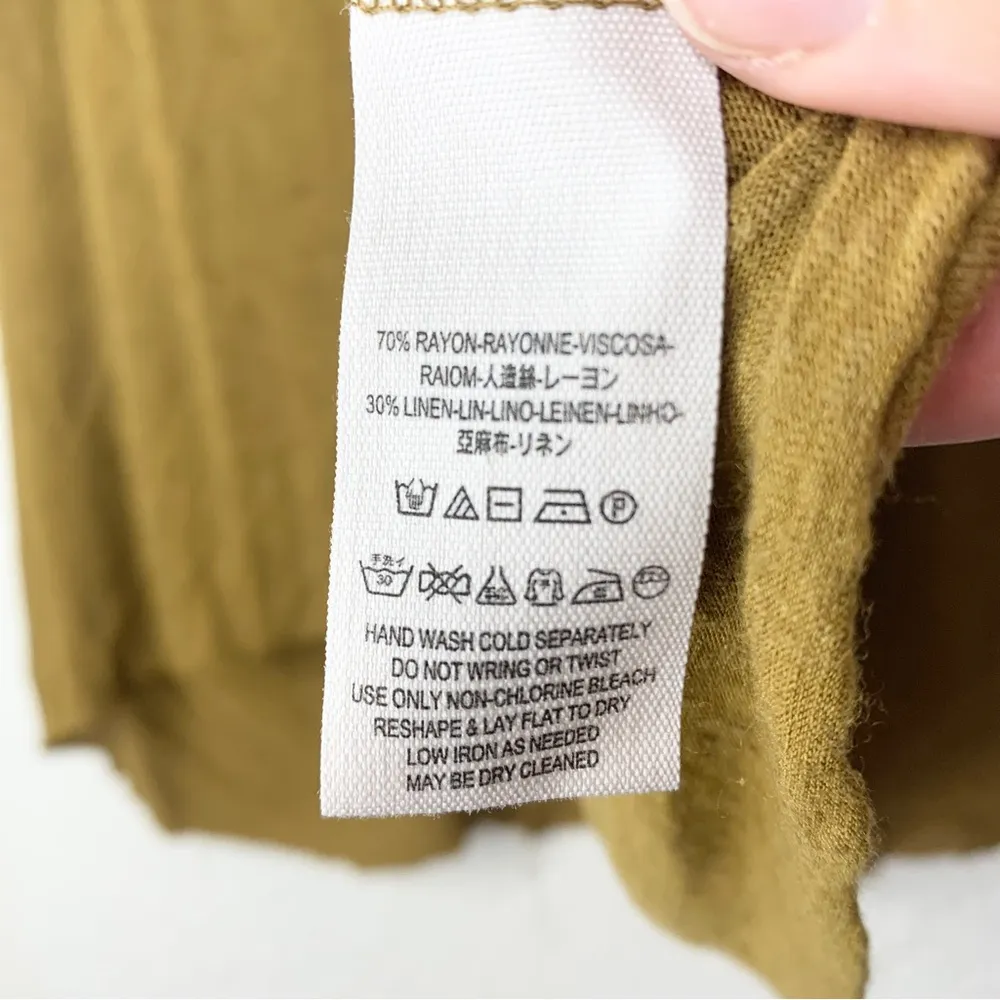 70% RAYON-RAYONNE-VISCOSA-
RAIOM-人造絲-レーヨン
30% LINEN-LIN-LINO-LEINEN-LINHO-
亞麻布-リネン
P
手洗イ
30
HAND WASH COLD SEPARATELY
DO NOT WRING OR TWIST
USE ONLY NON-CHLORINE BLEACH
RESHAPE & LAY FLAT TO DRY
LOW IRON AS NEEDED
MAY BE DRY CLEANED